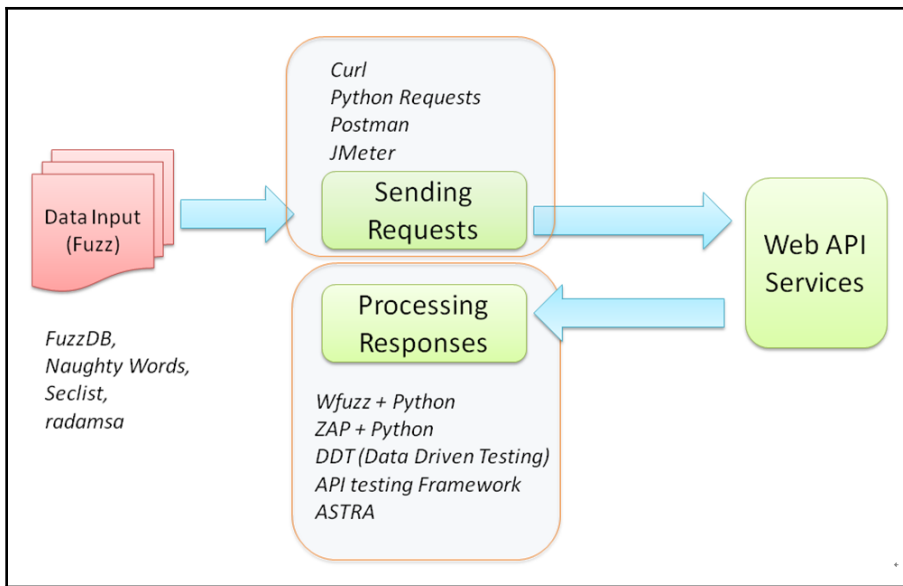 Curl
Python Requests
Postman
JMeter
Sending
Requests
Data Input
(Fuzz)
Web API
Services
Processing
Responses
FuzzDB,
Naughty Words,
Seclist,
radamsa
Wfuzz + Python
ZAP + Python
DDT (Data Driven Testing)
API testing Framework
ASTRA